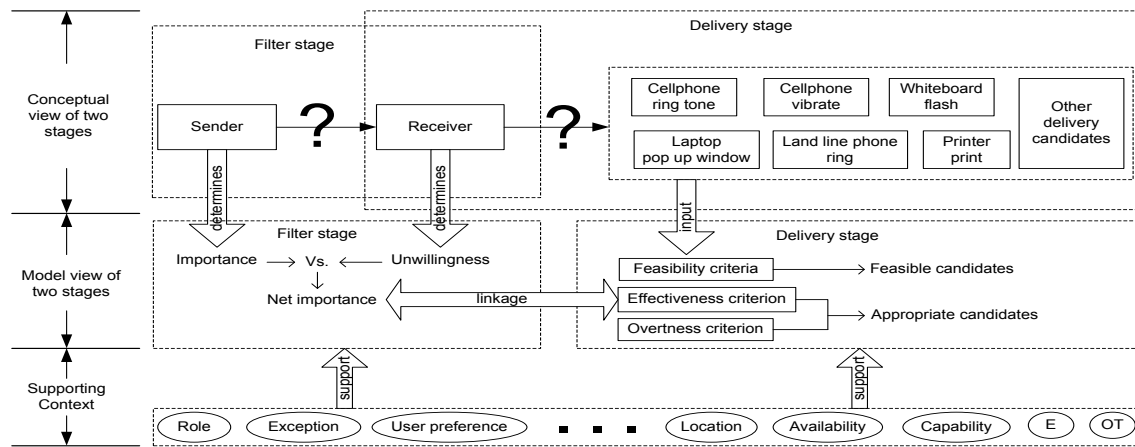 Delivery stage
Filter stage
Conceptual
view of two
stages
Sender
?
Receiver
?
Cellphone
ring tone
Cellphone
vibrate
Whiteboard
flash
Other
delivery
candidates
Laptop
pop up window
Land line phone
ring
Printer
print
determines
determines
input
Model view of
two stages
Filter stage
Importance
Vs.
Unwillingness
Net importance
linkage
Delivery stage
Feasibility criteria
Feasible candidates
Effectiveness criterion
Overtness criterion
Appropriate candidates
Supporting
Context
support
support
Role
Exception
User preference
Location
Availability
Capability
E
OT